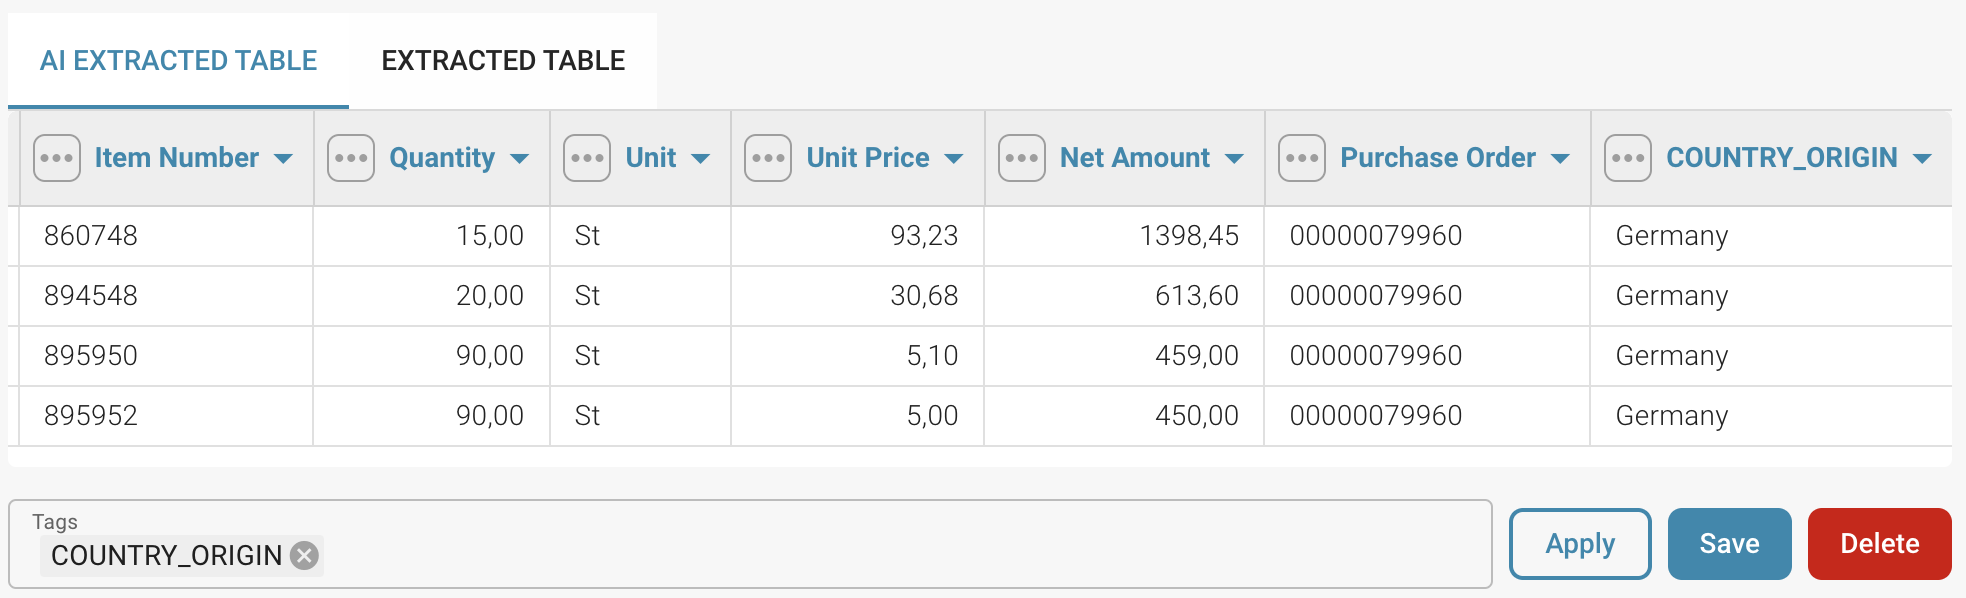 AI EXTRACTED TABLE EXTRACTED TABLE
Item Number Quantity Unit Unit Price Net Amount Purchase Order COUNTRY_ORIGIN
860748 15,00 St 93,23 1398,45 00000079960 Germany
894548 20,00 St 30,68 613,60 00000079960 Germany
895950 90,00 St 5,10 459,00 00000079960 Germany
895952 90,00 St 5,00 450,00 00000079960 Germany
Tags
COUNTRY_ORIGIN Apply Save Delete